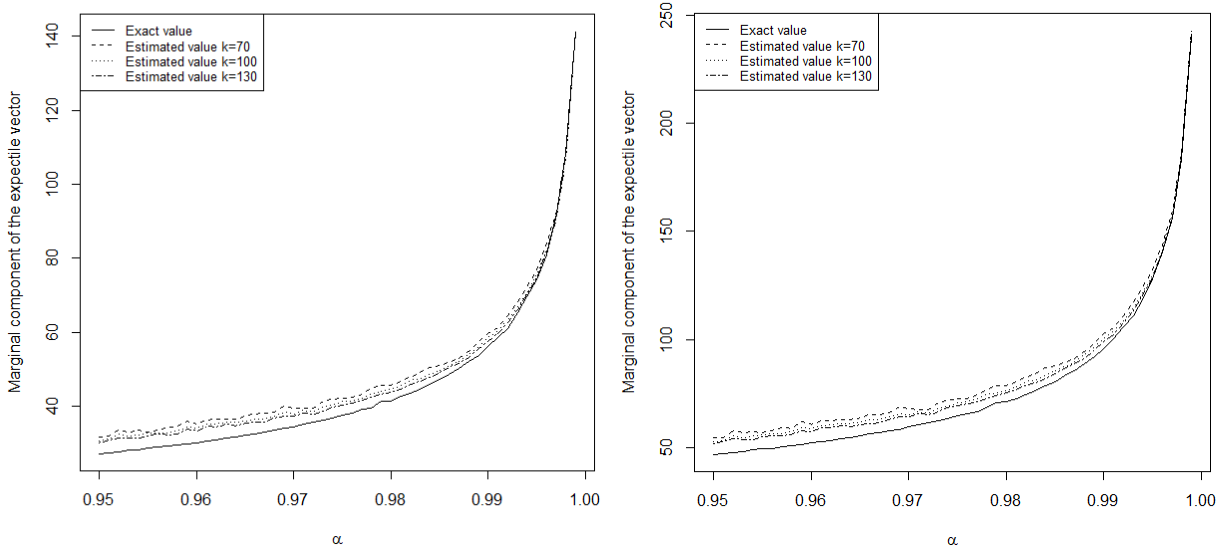 Exact value
Estimated value k=70
Estimated value k=100
Estimated value k=130
Marginal component of the expectile vector
140
120
100
80
60
40
0.95 0.96 0.97 0.98 0.99 1.00
α
Exact value
Estimated value k=70
Estimated value k=100
Estimated value k=130
Marginal component of the expectile vector
250
200
150
100
50
0.95 0.96 0.97 0.98 0.99 1.00
α